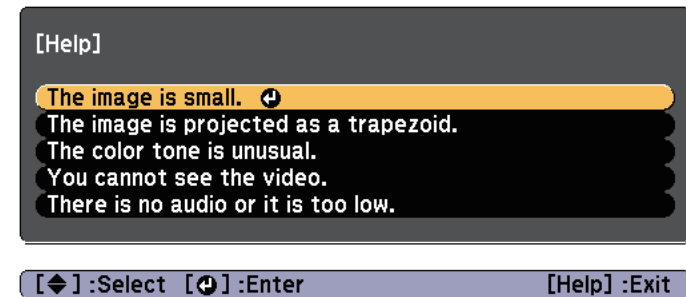 [Help]
The image is small.
The image is projected as a trapezoid.
The color tone is unusual.
You cannot see the video.
There is no audio or it is too low.
[◆] :Select [↵] :Enter [Help] :Exit